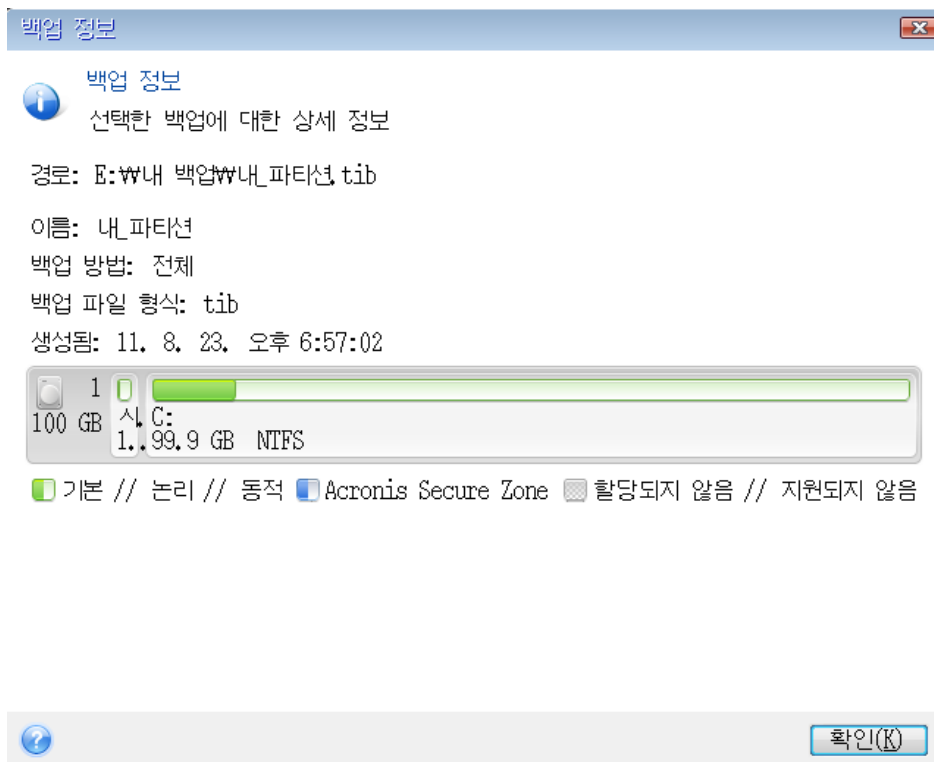 백업 정보
백업 정보
선택한 백업에 대한 상세 정보
경로: E:₩내 백업₩내_파티션.tib
이름: 내_파티션
백업 방법: 전체
백업 파일 형식: tib
생성됨: 11. 8. 23. 오후 6:57:02
1
100 GB
시. C:
1.. 99.9 GB NTFS
기본 // 논리 // 동적 Acronis Secure Zone 할당되지 않음 // 지원되지 않음
확인(K)